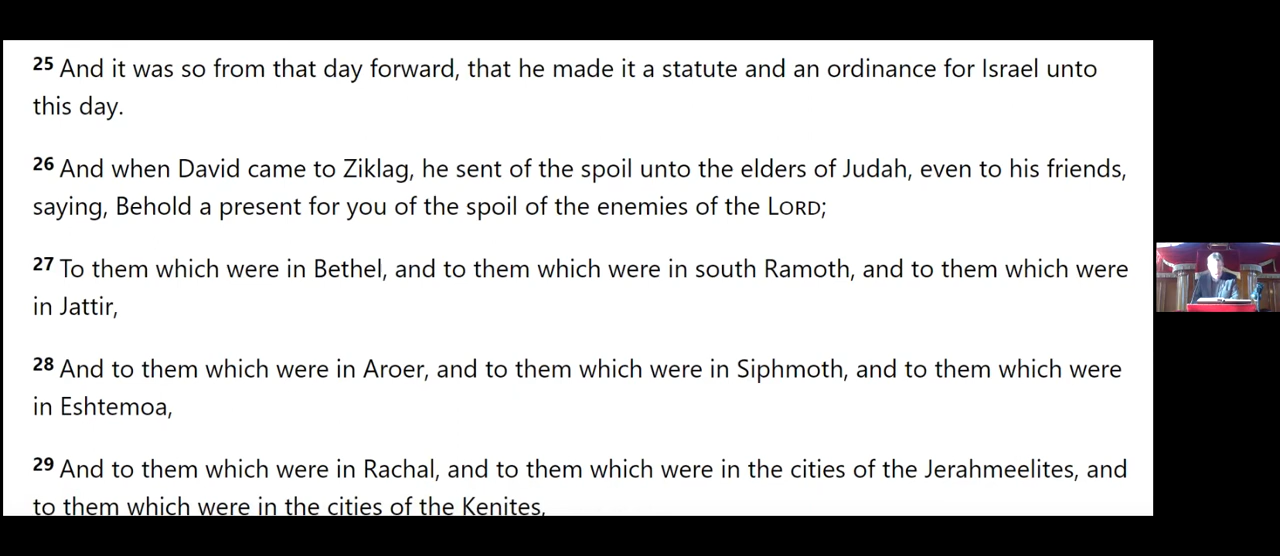 25 And it was so from that day forward, that he made it a statute and an ordinance for Israel unto
this day.
26 And when David came to Ziklag, he sent of the spoil unto the elders of Judah, even to his friends,
saying, Behold a present for you of the spoil of the enemies of the LORD;
27 To them which were in Bethel, and to them which were in south Ramoth, and to them which were
in Jattir,
28 And to them which were in Aroer, and to them which were in Siphmoth, and to them which were
in Eshtemoa,
29 And to them which were in Rachal, and to them which were in the cities of the Jerahmeelites, and
to them which were in the cities of the Kenites,